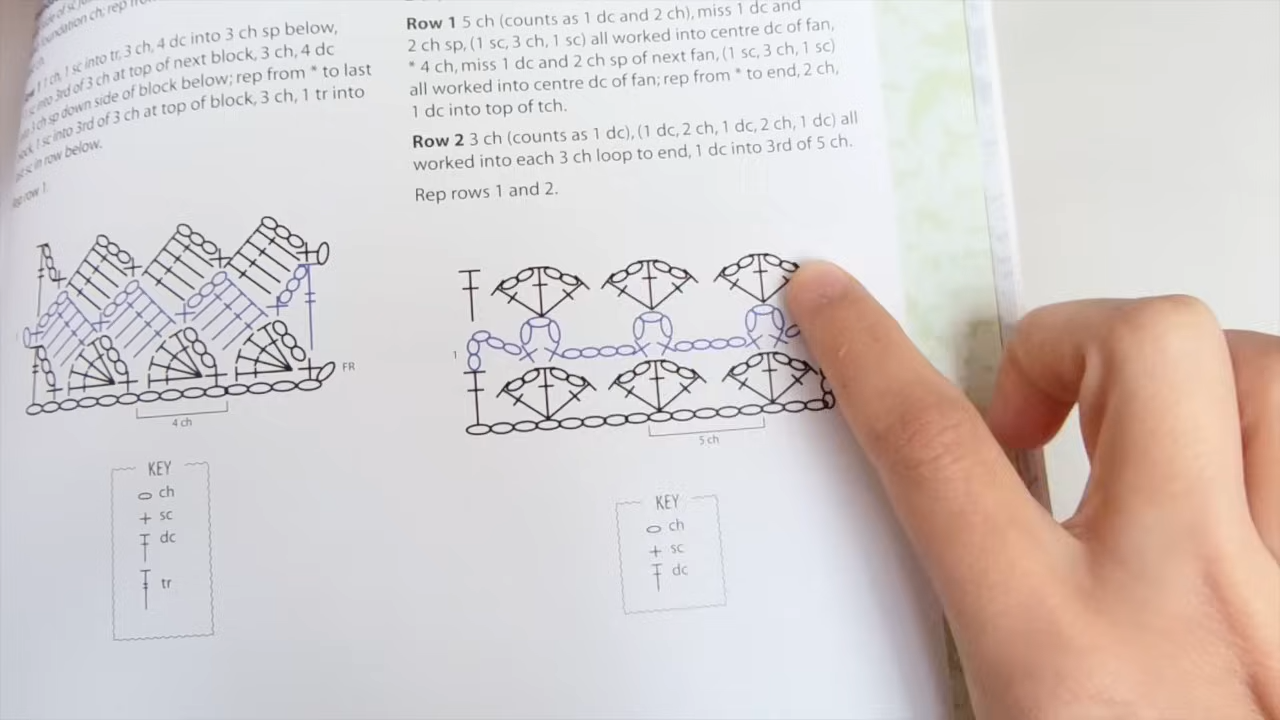 foundation ch; rep
1 ch, 1 sc into tr, 3 ch, 4 dc into 3 ch sp below,
into 3rd of 3 ch at top of next block, 3 ch, 4 dc
3 ch sp down side of block below; rep from * to last
1 sc into 3rd of 3 ch at top of block, 3 ch, 1 tr into
sc in row below.
Rep row 1.
FR
4 ch
KEY
ch
sc
dc
tr
Row 1 5 ch (counts as 1 dc and 2 ch), miss 1 dc and
2 ch sp, (1 sc, 3 ch, 1 sc) all worked into centre dc of fan,
* 4 ch, miss 1 dc and 2 ch sp of next fan, (1 sc, 3 ch, 1 sc)
all worked into centre dc of fan; rep from * to end, 2 ch,
1 dc into top of tch.
Row 2 3 ch (counts as 1 dc), (1 dc, 2 ch, 1 dc, 2 ch, 1 dc) all
worked into each 3 ch loop to end, 1 dc into 3rd of 5 ch.
Rep rows 1 and 2.
1
5 ch
KEY
ch
sc
dc